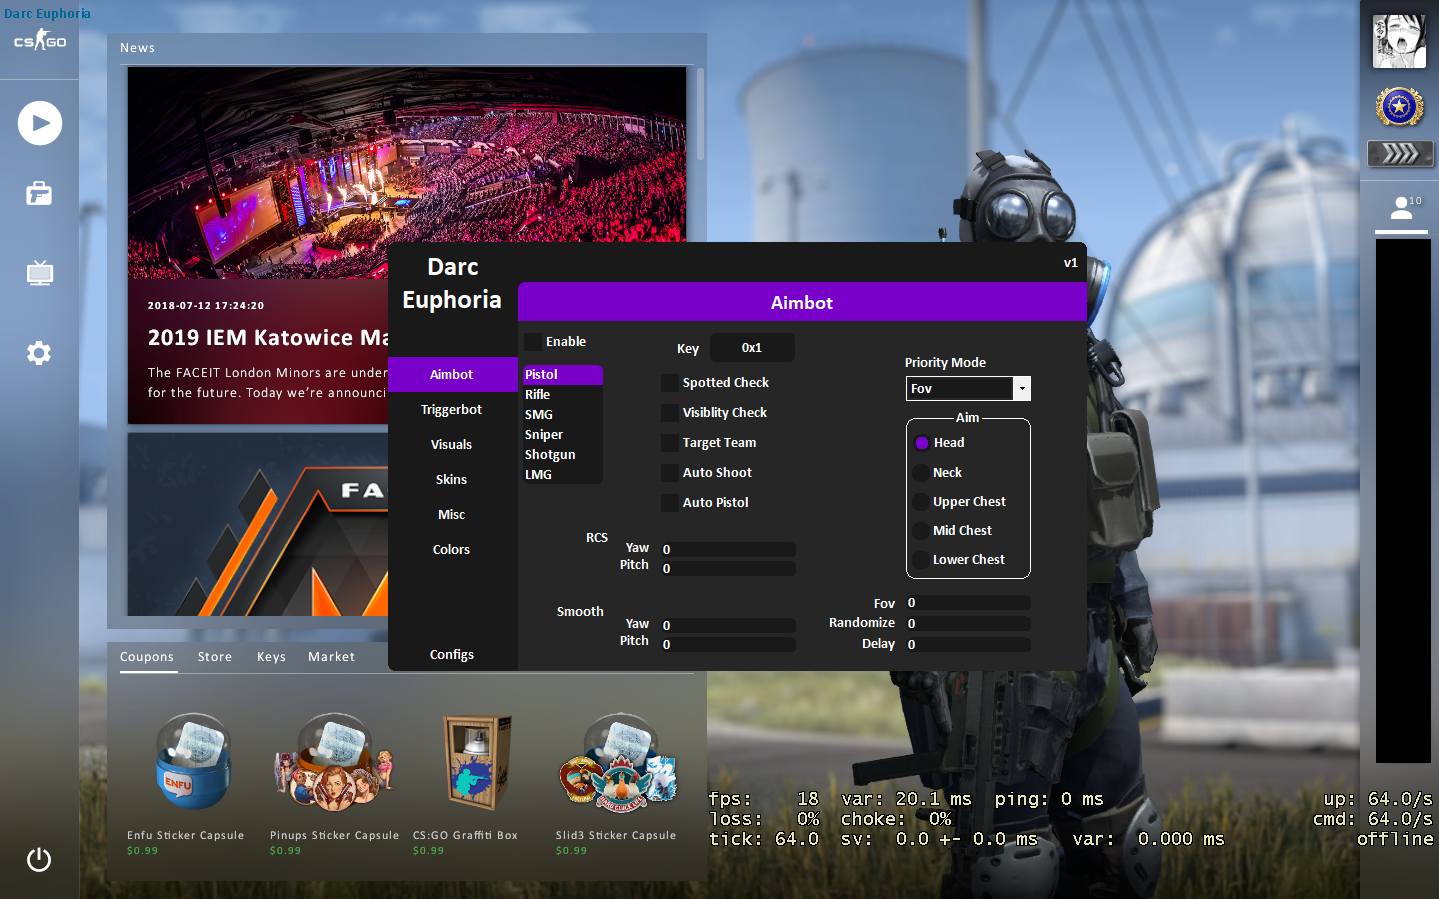 Darc Euphoria
CS GO
News
2018-07-12 17:24:20
2019 IEM Katowice Ma
The FACEIT London Minors are under
for the future. Today we're announci
FA
Coupons Store Keys Market
ENFU
Enfu Sticker Capsule
$0.99
Pinups Sticker Capsule
$0.99
CS:GO Graffiti Box
$0.99
Slid3 Sticker Capsule
$0.99
Darc
Euphoria
v1
Aimbot
Triggerbot
Visuals
Skins
Misc
Colors
Configs
Aimbot
Enable
Pistol
Rifle
SMG
Sniper
Shotgun
LMG
Key 0x1
Spotted Check
Visiblity Check
Target Team
Auto Shoot
Auto Pistol
RCS
Yaw 0
Pitch 0
Smooth
Yaw 0
Pitch 0
Priority Mode
Fov
Aim
Head
Neck
Upper Chest
Mid Chest
Lower Chest
Fov 0
Randomize 0
Delay 0
10
fps: 18 var: 20.1 ms ping: 0 ms
loss: 0% choke: 0%
tick: 64.0 sv: 0.0 +- 0.0 ms var: 0.000 ms
up: 64.0/s
cmd: 64.0/s
offline